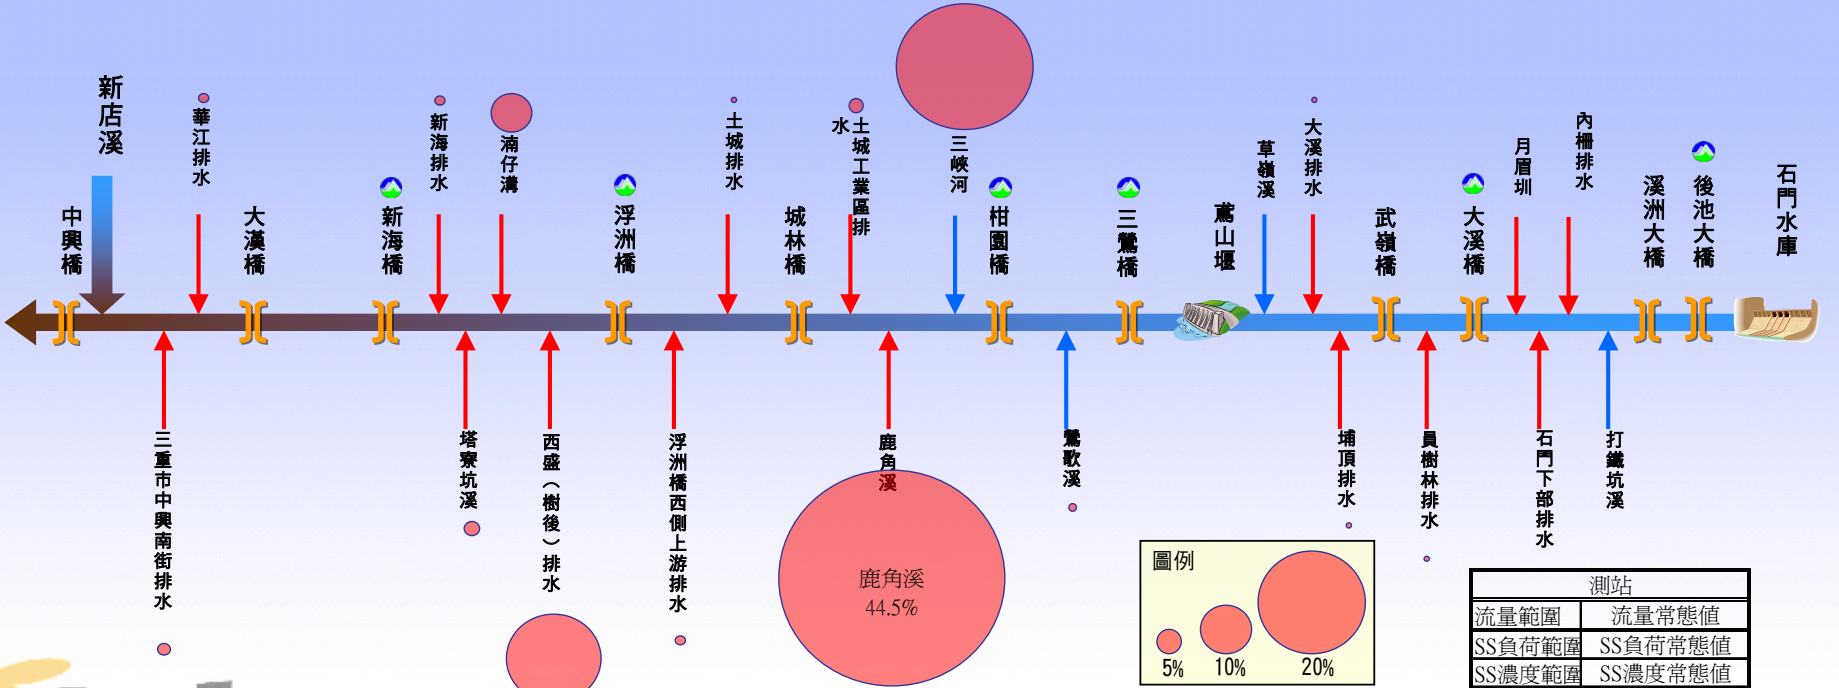 新店溪
華江排水
新海排水
湳仔溝
土城排水
土城工業區排
水
三峽河
草嶺溪
大溪排水
月眉圳
內柵排水
中興橋
大漢橋
新海橋
浮洲橋
城林橋
柑園橋
三鶯橋
鳶山堰
武嶺橋
大溪橋
溪洲大橋
後池大橋
石門水庫
三重市中興南街排水
塔寮坑溪
西盛（樹後）排水
浮洲橋西側上游排水
鹿角溪
鶯歌溪
埔頂排水
員樹林排水
石門下部排水
打鐵坑溪
鹿角溪
44.5%
圖例
5%
10%
20%
測站
流量範圍 流量常態值
SS負荷範圍 SS負荷常態值
SS濃度範圍 SS濃度常態值